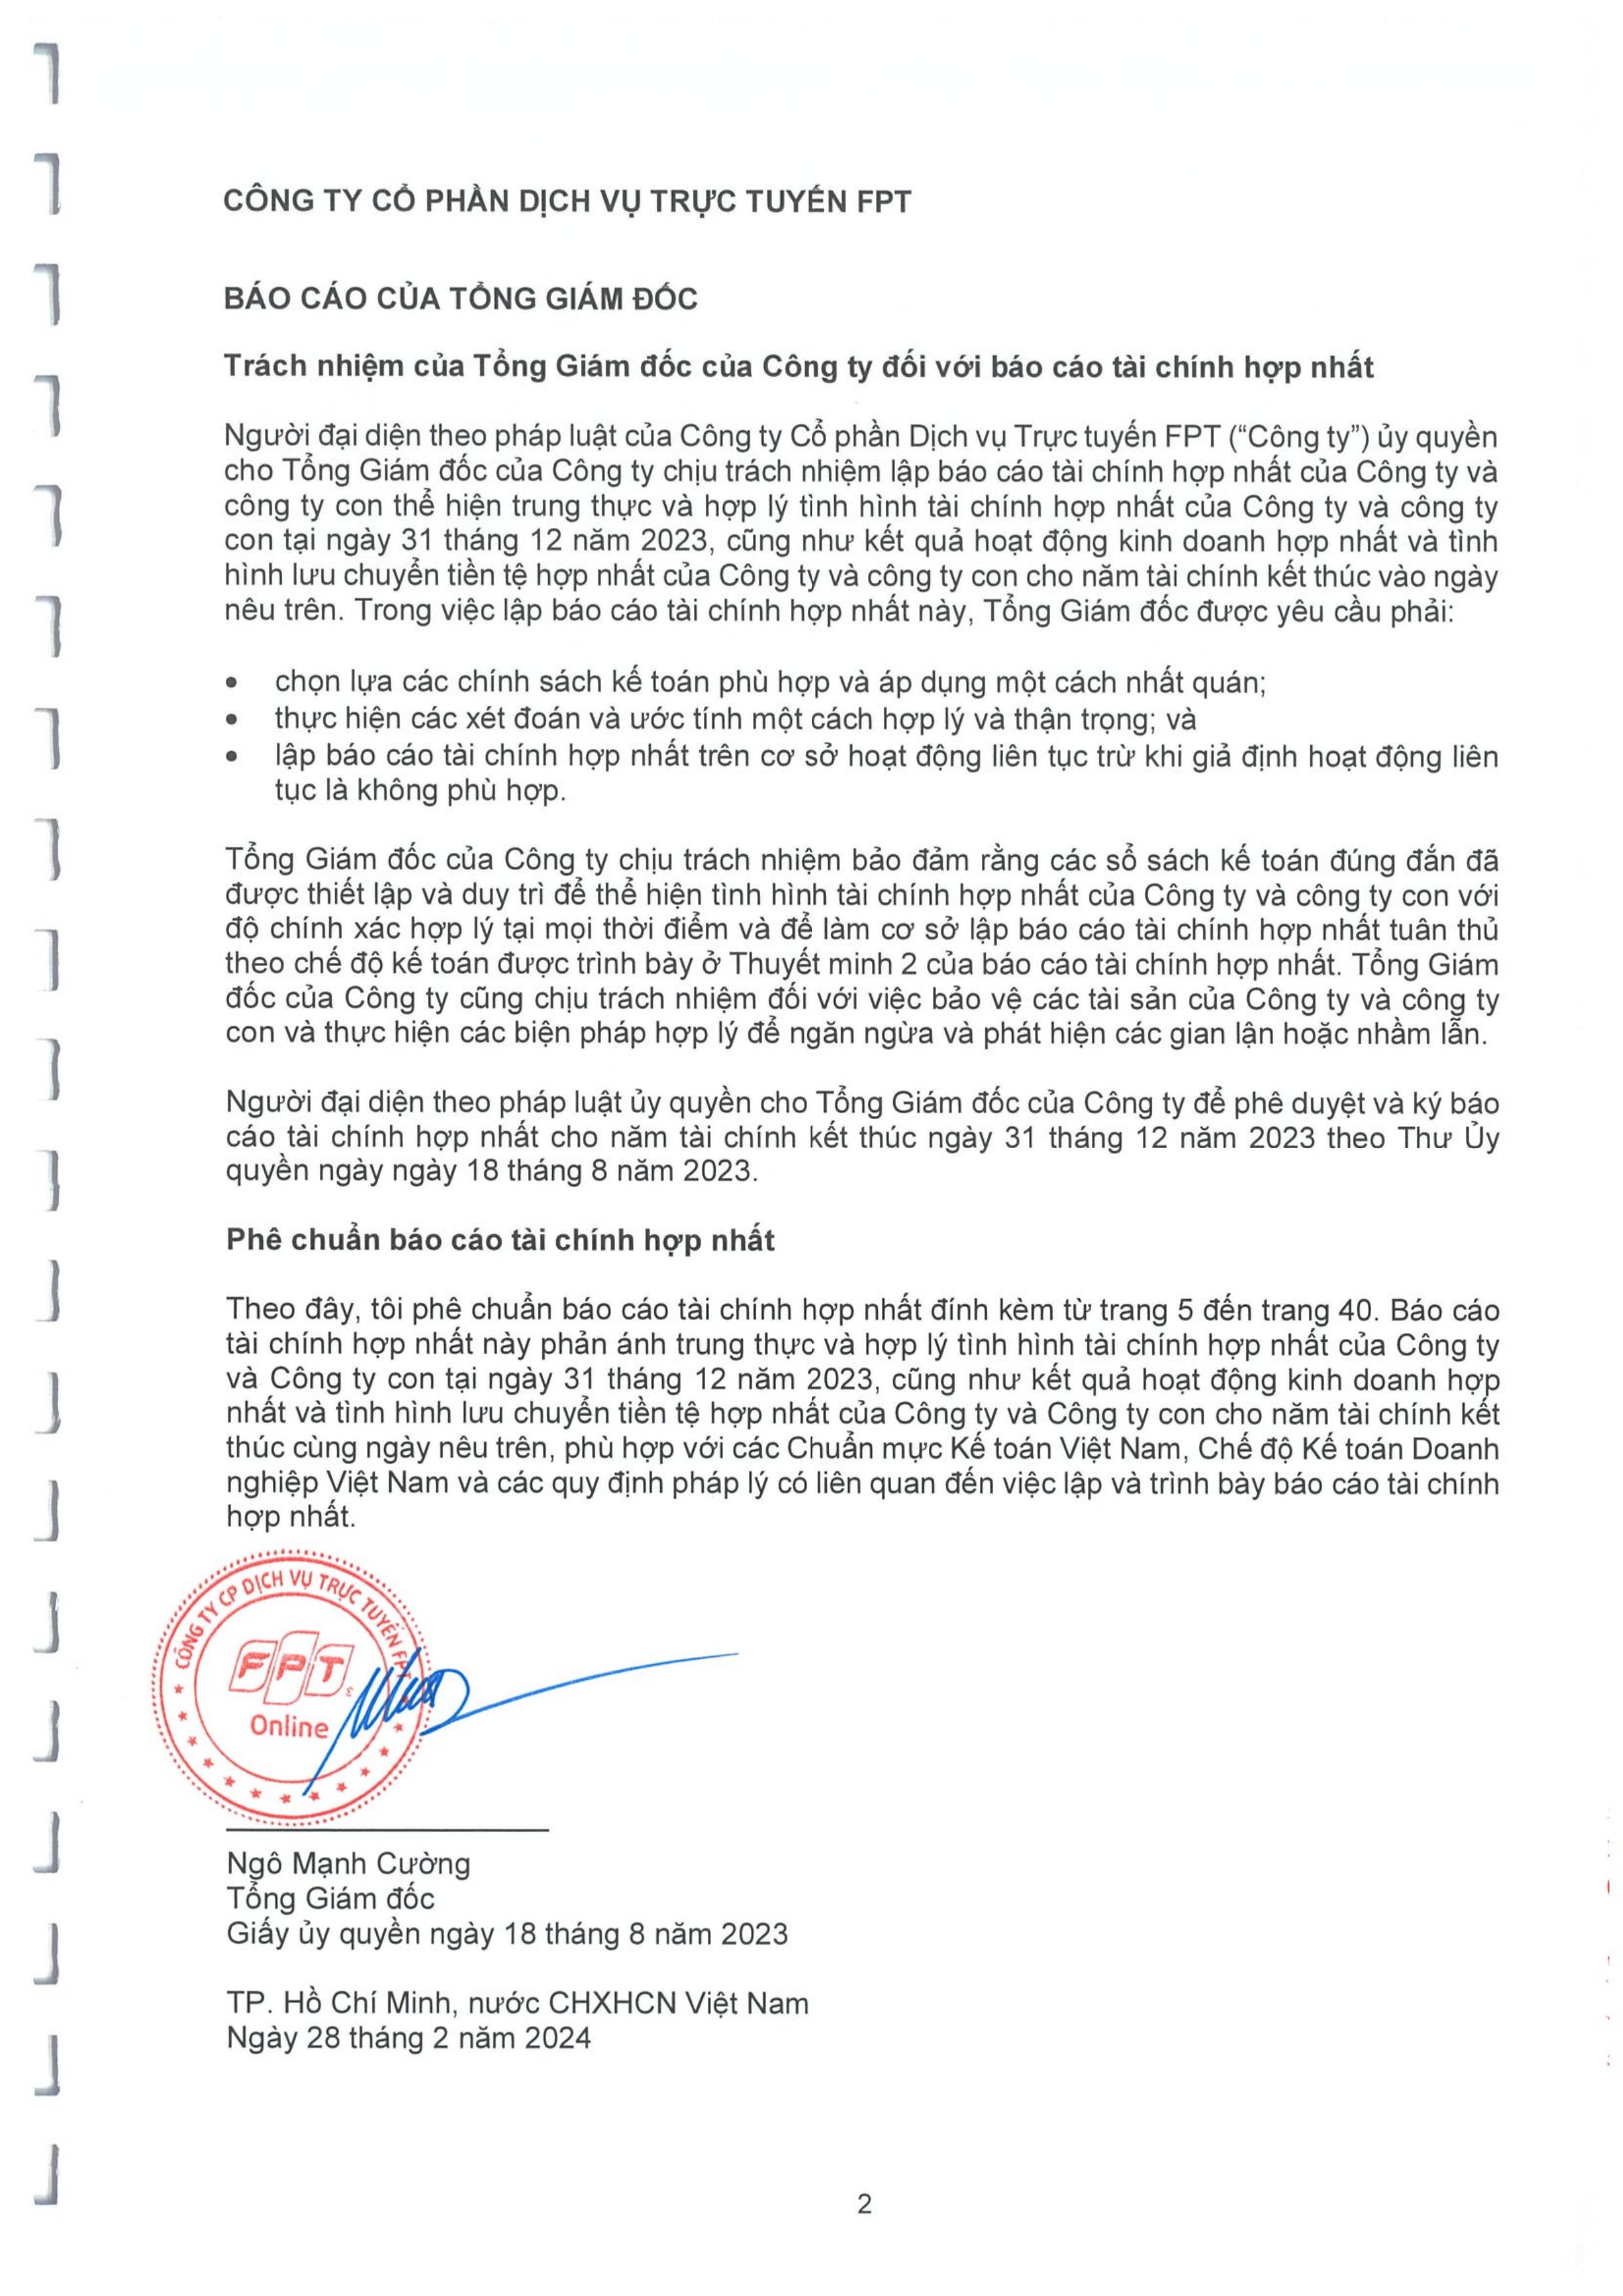 CÔNG TY CỔ PHẦN DỊCH VỤ TRỰC TUYẾN FPT
BÁO CÁO CỦA TỔNG GIÁM ĐỐC
Trách nhiệm của Tổng Giám đốc của Công ty đối với báo cáo tài chính hợp nhất
Người đại diện theo pháp luật của Công ty Cổ phần Dịch vụ Trực tuyến FPT (“Công ty”) ủy quyền
cho Tổng Giám đốc của Công ty chịu trách nhiệm lập báo cáo tài chính hợp nhất của Công ty và
công ty con thể hiện trung thực và hợp lý tình hình tài chính hợp nhất của Công ty và công ty
con tại ngày 31 tháng 12 năm 2023, cũng như kết quả hoạt động kinh doanh hợp nhất và tình
hình lưu chuyển tiền tệ hợp nhất của Công ty và công ty con cho năm tài chính kết thúc vào ngày
nêu trên. Trong việc lập báo cáo tài chính hợp nhất này, Tổng Giám đốc được yêu cầu phải:
• chọn lựa các chính sách kế toán phù hợp và áp dụng một cách nhất quán;
• thực hiện các xét đoán và ước tính một cách hợp lý và thận trọng; và
• lập báo cáo tài chính hợp nhất trên cơ sở hoạt động liên tục trừ khi giả định hoạt động liên
tục là không phù hợp.
Tổng Giám đốc của Công ty chịu trách nhiệm bảo đảm rằng các sổ sách kế toán đúng đắn đã
được thiết lập và duy trì để thể hiện tình hình tài chính hợp nhất của Công ty và công ty con với
độ chính xác hợp lý tại mọi thời điểm và để làm cơ sở lập báo cáo tài chính hợp nhất tuân thủ
theo chế độ kế toán được trình bày ở Thuyết minh 2 của báo cáo tài chính hợp nhất. Tổng Giám
đốc của Công ty cũng chịu trách nhiệm đối với việc bảo vệ các tài sản của Công ty và công ty
con và thực hiện các biện pháp hợp lý để ngăn ngừa và phát hiện các gian lận hoặc nhầm lẫn.
Người đại diện theo pháp luật ủy quyền cho Tổng Giám đốc của Công ty để phê duyệt và ký báo
cáo tài chính hợp nhất cho năm tài chính kết thúc ngày 31 tháng 12 năm 2023 theo Thư Ủy
quyền ngày ngày 18 tháng 8 năm 2023.
Phê chuẩn báo cáo tài chính hợp nhất
Theo đây, tôi phê chuẩn báo cáo tài chính hợp nhất đính kèm từ trang 5 đến trang 40. Báo cáo
tài chính hợp nhất này phản ánh trung thực và hợp lý tình hình tài chính hợp nhất của Công ty
và Công ty con tại ngày 31 tháng 12 năm 2023, cũng như kết quả hoạt động kinh doanh hợp
nhất và tình hình lưu chuyển tiền tệ hợp nhất của Công ty và Công ty con cho năm tài chính kết
thúc cùng ngày nêu trên, phù hợp với các Chuẩn mực Kế toán Việt Nam, Chế độ Kế toán Doanh
nghiệp Việt Nam và các quy định pháp lý có liên quan đến việc lập và trình bày báo cáo tài chính
hợp nhất.
CÔNG TY CP DỊCH VỤ TRỰC TUYẾN FPT
FPT
Online
Ngô Mạnh Cường
Tổng Giám đốc
Giấy ủy quyền ngày 18 tháng 8 năm 2023
TP. Hồ Chí Minh, nước CHXHCN Việt Nam
Ngày 28 tháng 2 năm 2024
2